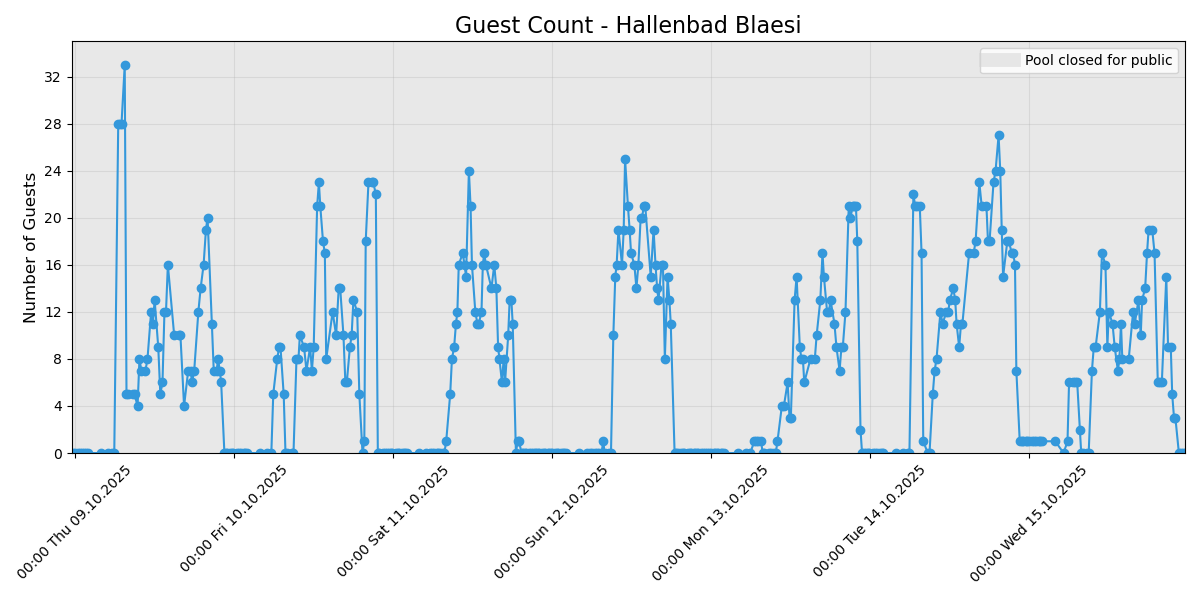 Guest Count - Hallenbad Blaesi
Pool closed for public
Number of Guests
32
28
24
20
16
12
8
4
0
00:00 Thu 09.10.2025
00:00 Fri 10.10.2025
00:00 Sat 11.10.2025
00:00 Sun 12.10.2025
00:00 Mon 13.10.2025
00:00 Tue 14.10.2025
00:00 Wed 15.10.2025